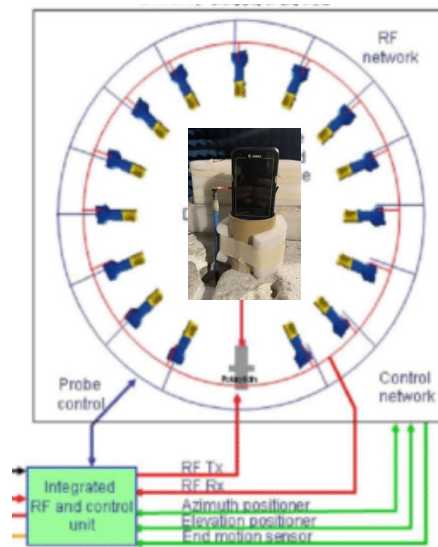 RF
network
Probe
control
Control
network
Integrated
RF and control
unit
RF Tx
RF Rx
Azimuth positioner
Elevation positioner
End motion sensor